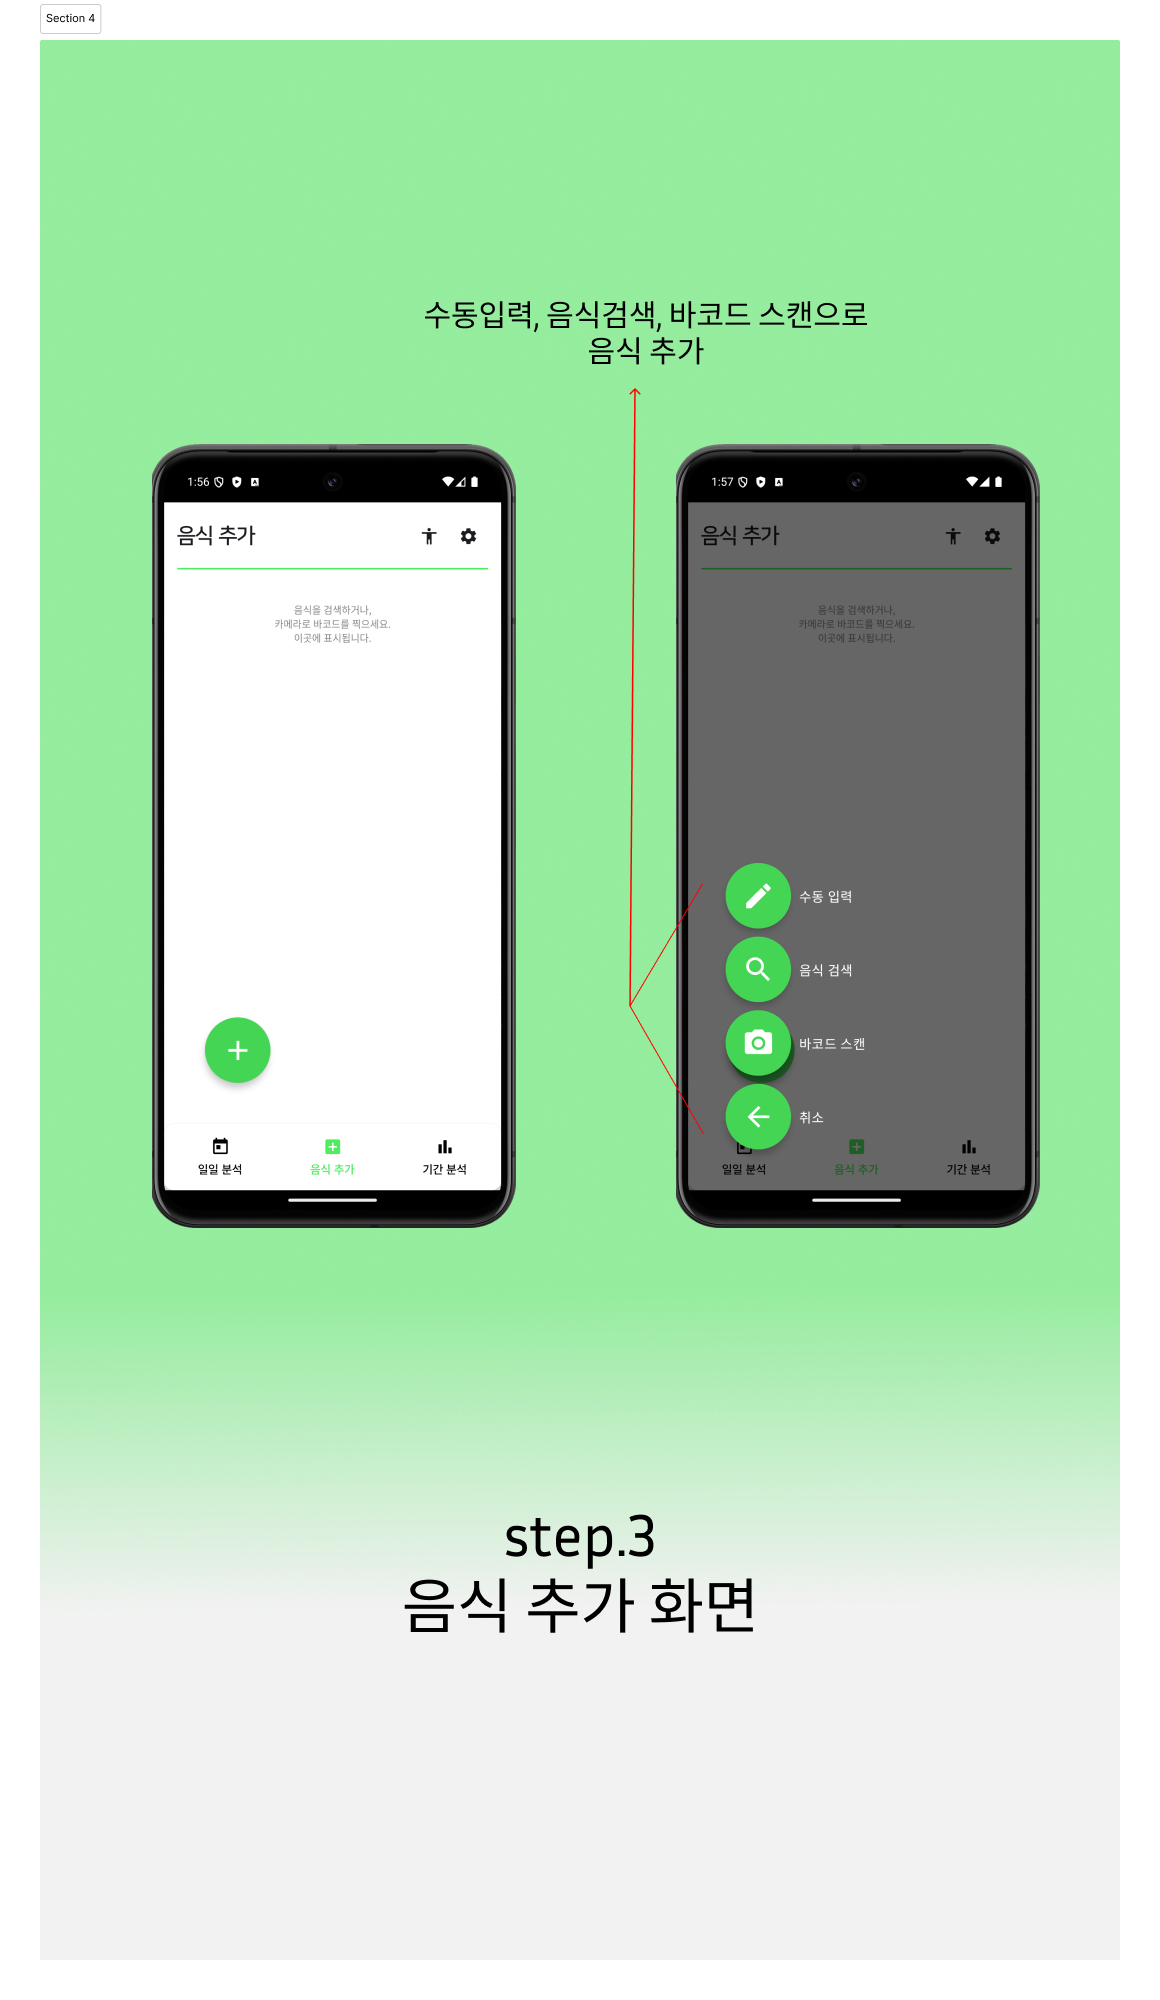 Section 4
수동입력, 음식검색, 바코드 스캔으로
음식 추가
1:56
음식 추가
음식을 검색하거나,
카메라로 바코드를 찍으세요.
이곳에 표시됩니다.
일일 분석
음식 추가
기간 분석
1:57
음식 추가
음식을 검색하거나,
카메라로 바코드를 찍으세요.
이곳에 표시됩니다.
수동 입력
음식 검색
바코드 스캔
취소
일일 분석
음식 추가
기간 분석
step.3
음식 추가 화면